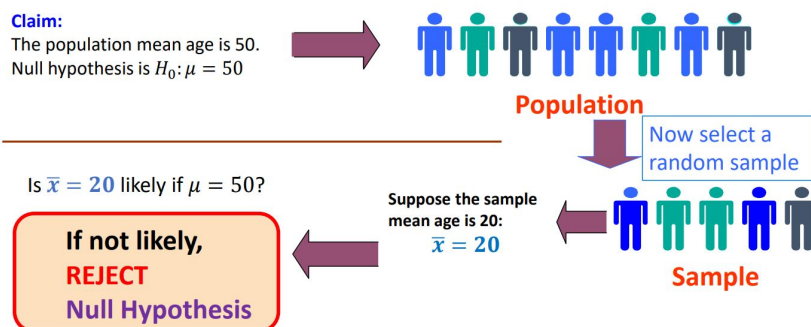 Claim:
The population mean age is 50.
Null hypothesis is H₀: μ = 50
Population
Now select a
random sample
Sample
Suppose the sample
mean age is 20:
x̄ = 20
Is x̄ = 20 likely if μ = 50?
If not likely,
REJECT
Null Hypothesis